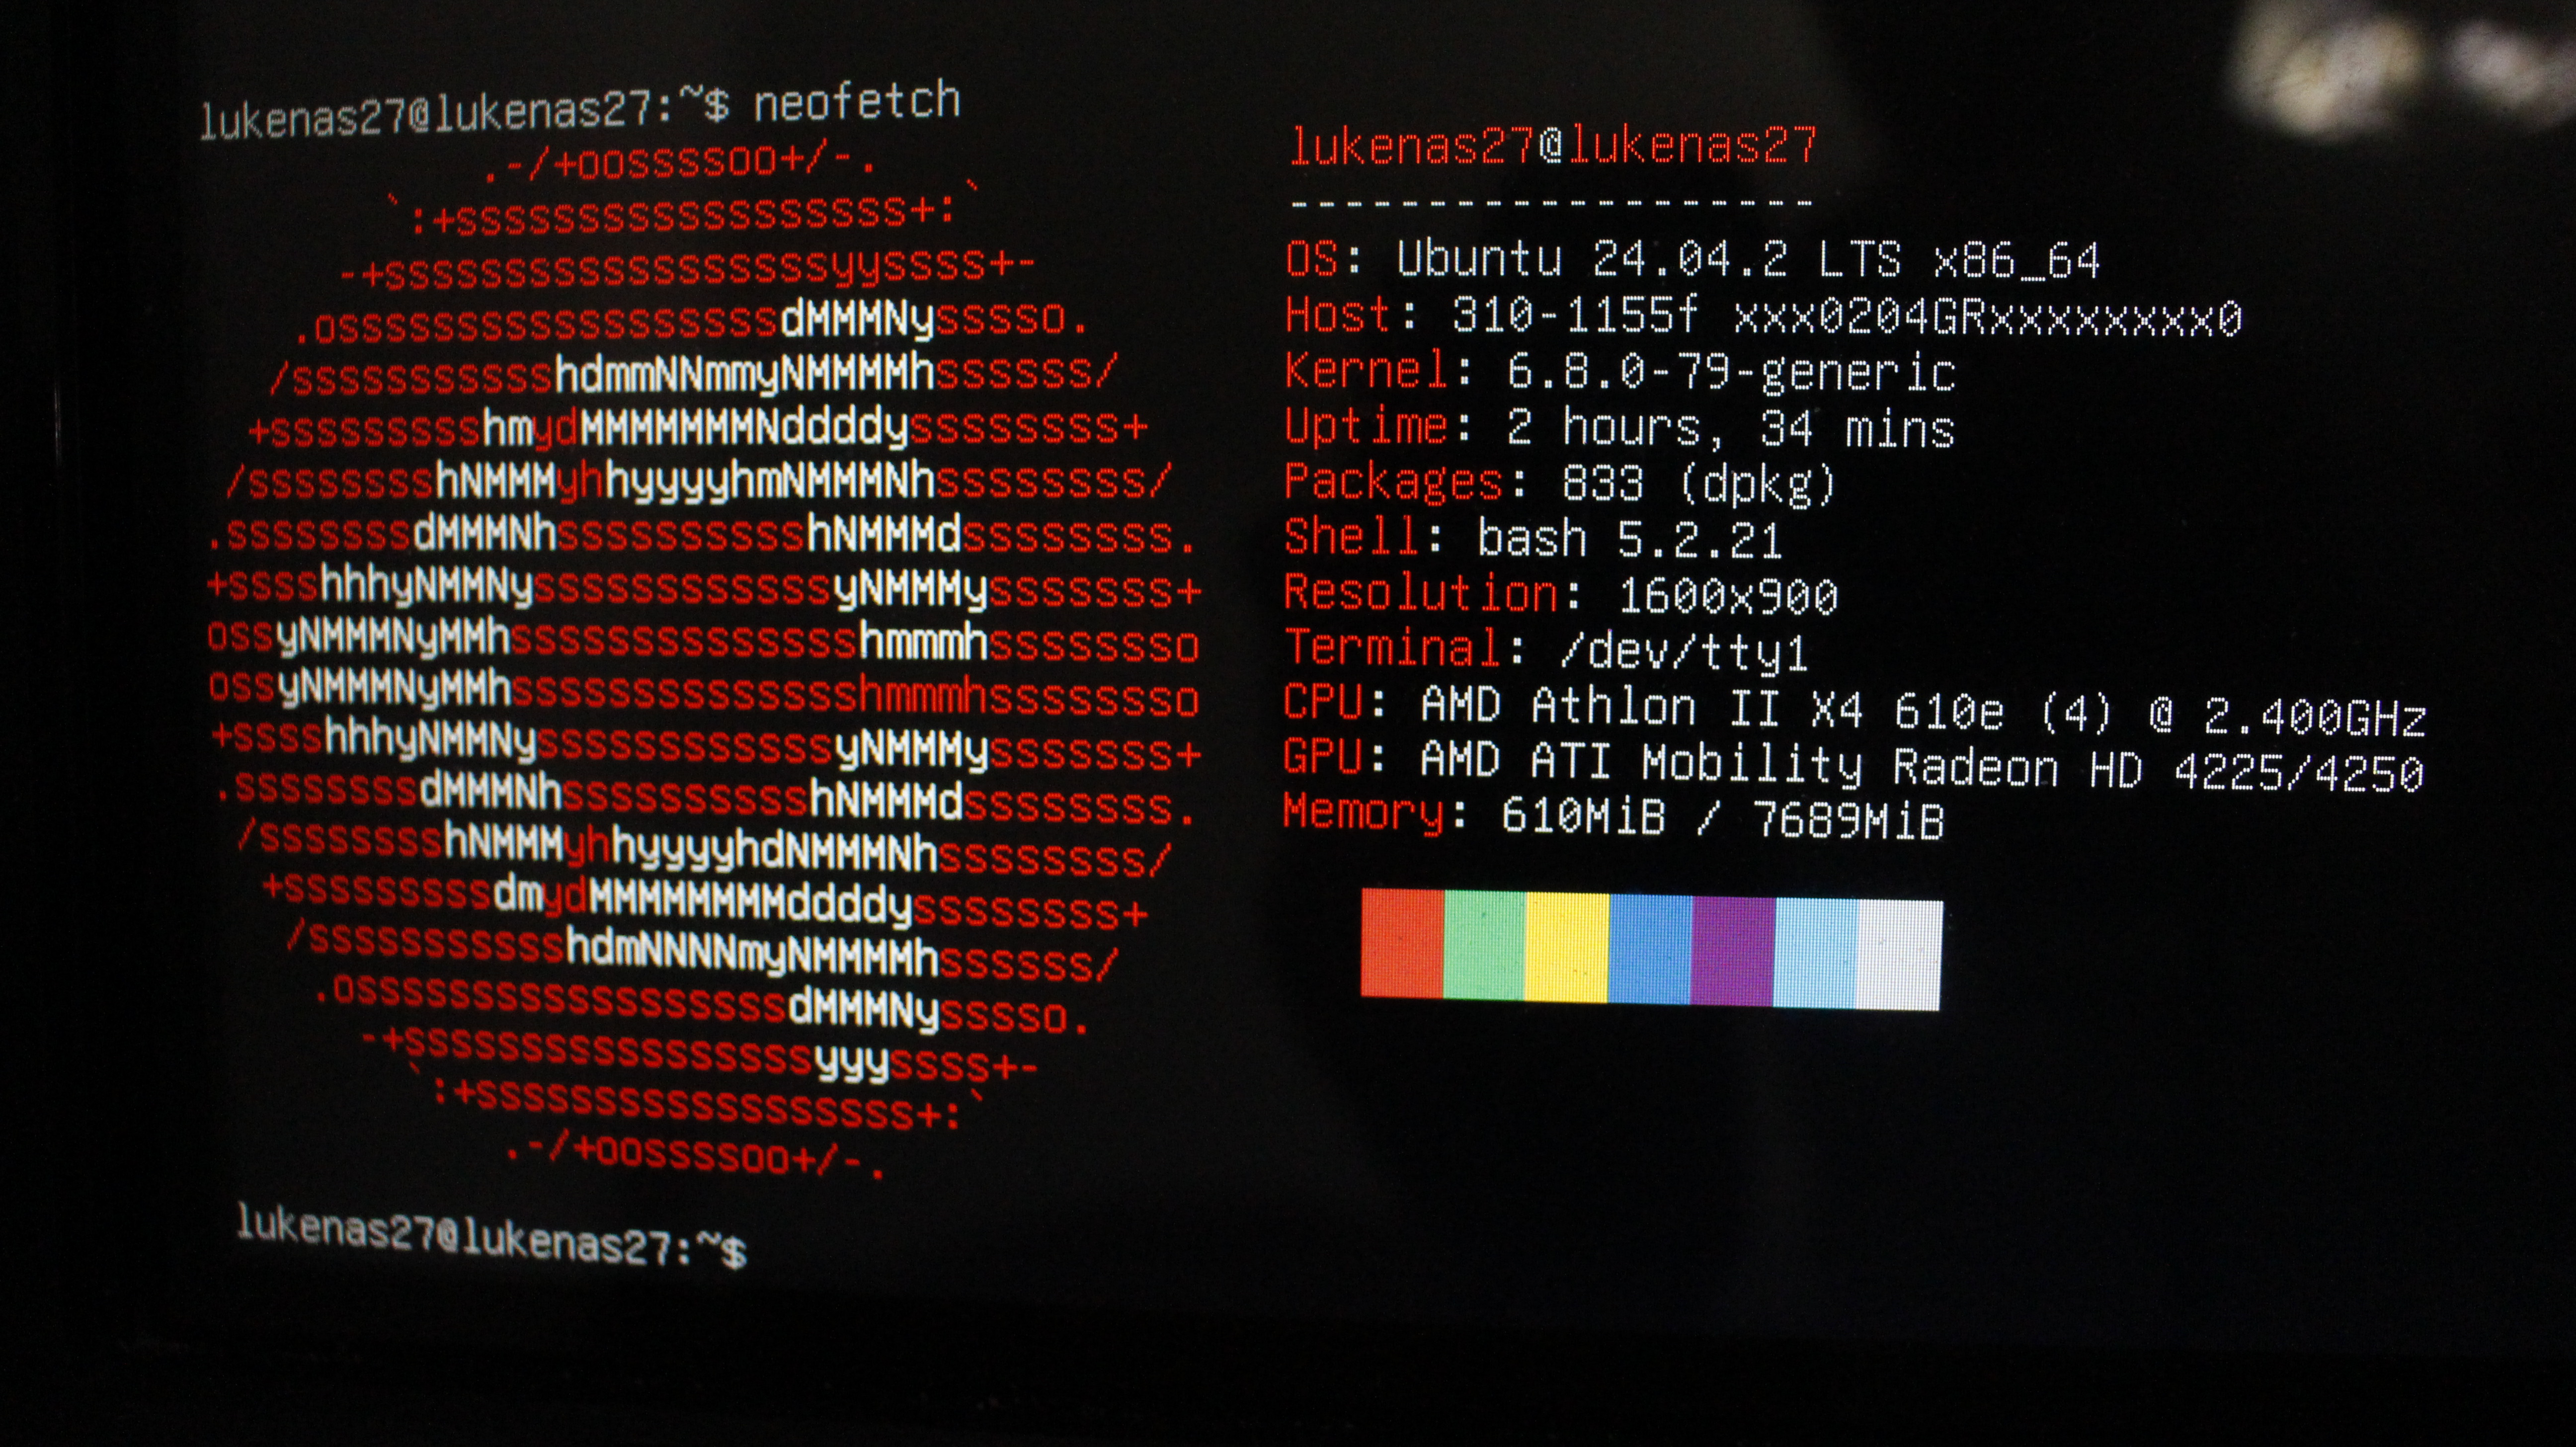 lukenas27@lukenas27:~$ neofetch
.-/+oossssoo+/-.
`:+ssssssssssssssssss+:`
-+ssssssssssssssssssyyssss+-
.ossssssssssssssssssdMMMNysssso.
/ssssssssssshdmmNNmmyNMMMMhssssss/
+ssssssssshmydMMMMMMMNddddyssssssss+
/sssssssshNMMMyhhyyyyhmNMMMNhssssssss/
.ssssssssdMMMNhsssssssssshNMMMdssssssss.
+sssshhhyNMMNyssssssssssssyNMMMysssssss+
ossyNMMMNyMMhsssssssssssssshmmmhssssssso
ossyNMMMNyMMhsssssssssssssshmmmhssssssso
+sssshhhyNMMNyssssssssssssyNMMMysssssss+
.ssssssssdMMMNhsssssssssshNMMMdssssssss.
/sssssssshNMMMyhhyyyyhdNMMMNhssssssss/
+sssssssssdmydMMMMMMMMddddyssssssss+
/ssssssssssshdmNNNNmyNMMMMhssssss/
.ossssssssssssssssssdMMMNysssso.
-+sssssssssssssssssyyyssss+-
`:+ssssssssssssssssss+:`
.-/+oossssoo+/-.
lukenas27@lukenas27
-------------------
OS: Ubuntu 24.04.2 LTS x86_64
Host: 310-1155f xxx0204GRxxxxxxxx0
Kernel: 6.8.0-79-generic
Uptime: 2 hours, 34 mins
Packages: 833 (dpkg)
Shell: bash 5.2.21
Resolution: 1600x900
Terminal: /dev/tty1
CPU: AMD Athlon II X4 610e (4) @ 2.400GHz
GPU: AMD ATI Mobility Radeon HD 4225/4250
Memory: 610MiB / 7689MiB
lukenas27@lukenas27:~$